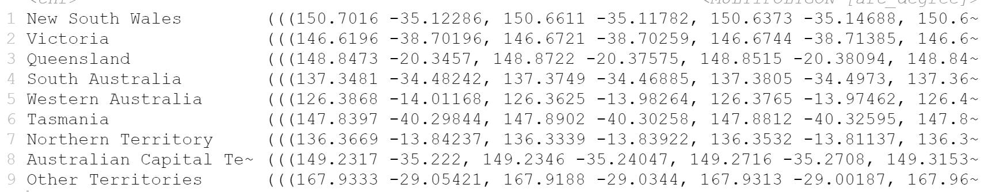 <chr> <MULTIPOLYGON [arc_degree]>
1 New South Wales (((150.7016 -35.12286, 150.6611 -35.11782, 150.6373 -35.14688, 150.6~
2 Victoria (((146.6196 -38.70196, 146.6721 -38.70259, 146.6744 -38.71385, 146.6~
3 Queensland (((148.8473 -20.3457, 148.8722 -20.37575, 148.8515 -20.38094, 148.84~
4 South Australia (((137.3481 -34.48242, 137.3749 -34.46885, 137.3805 -34.4973, 137.36~
5 Western Australia (((126.3868 -14.01168, 126.3625 -13.98264, 126.3765 -13.97462, 126.4~
6 Tasmania (((147.8397 -40.29844, 147.8902 -40.30258, 147.8812 -40.32595, 147.8~
7 Northern Territory (((136.3669 -13.84237, 136.3339 -13.83922, 136.3532 -13.81137, 136.3~
8 Australian Capital Te~ (((149.2317 -35.222, 149.2346 -35.24047, 149.2716 -35.2708, 149.3153~
9 Other Territories (((167.9333 -29.05421, 167.9188 -29.0344, 167.9313 -29.00187, 167.96~